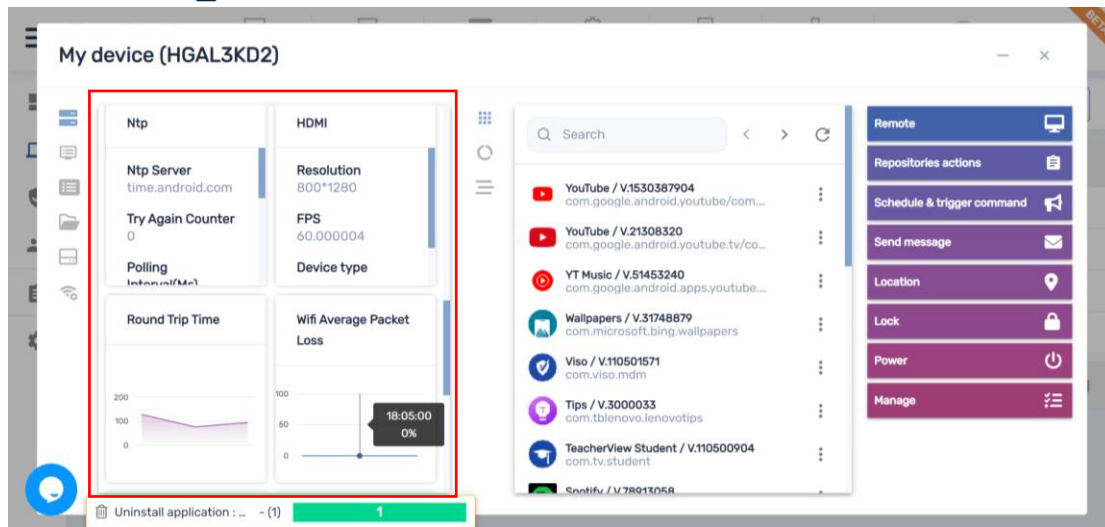 BETA
My device (HGAL3KD2)
Ntp
Ntp Server
time.android.com
Try Again Counter
0
Polling
Interval(Ms)
HDMI
Resolution
800*1280
FPS
60.000004
Device type
Round Trip Time
200
100
0
Wifi Average Packet
Loss
100
50
0
18:05:00
0%
Search
YouTube / V.1530387904
com.google.android.youtube/com....
YouTube / V.21308320
com.google.android.youtube.tv/co...
YT Music / V.51453240
com.google.android.apps.youtube....
Wallpapers / V.31748879
com.microsoft.bing.wallpapers
Viso / V.110501571
com.viso.mdm
Tips / V.3000033
com.tblenovo.lenovotips
TeacherView Student / V.110500904
com.tv.student
Spotify / V.78913058
Remote
Repositories actions
Schedule & trigger command
Send message
Location
Lock
Power
Manage
Uninstall application : ... - (1)
1